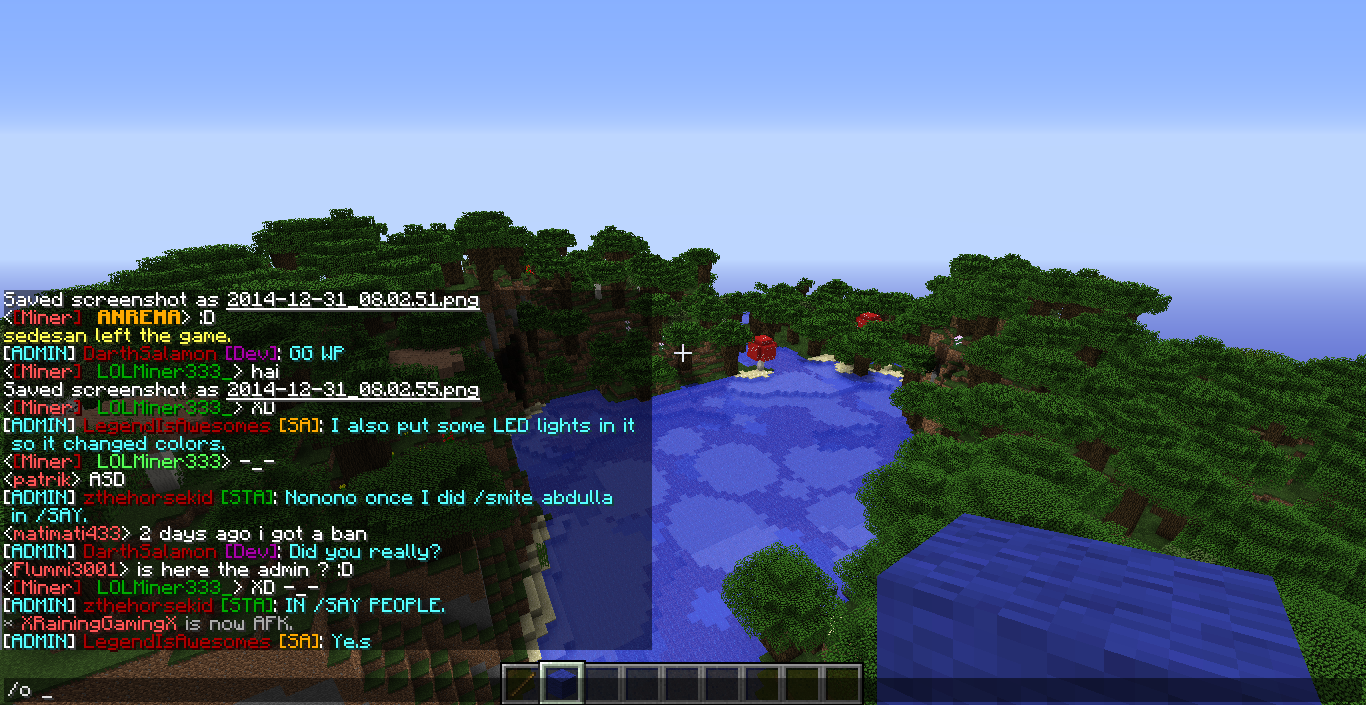 Saved screenshot as 2014-12-31_08.02.51.png
<[Miner] ANREMA> :D
sedesan left the game.
[ADMIN] DarthSalamon [Dev]: GG WP
<[Miner] LOLMiner333_> hai
Saved screenshot as 2014-12-31_08.02.55.png
<[Miner] LOLMiner333_> XD
[ADMIN] LegendIsAwesomes [SA]: I also put some LED lights in it
so it changed colors.
<[Miner] LOLMiner333> -_-
<patrik> ASD
[ADMIN] zthehorsekid [STA]: Nonono once I did /smite abdulla
in /SAY.
<matimati433> 2 days ago i got a ban
[ADMIN] DarthSalamon [Dev]: Did you really?
<Flummi3001> is here the admin ? :D
<[Miner] LOLMiner333_> XD -_-
[ADMIN] zthehorsekid [STA]: IN /SAY PEOPLE.
* XRainingGamingX is now AFK.
[ADMIN] LegendIsAwesomes [SA]: Ye.s
/o _